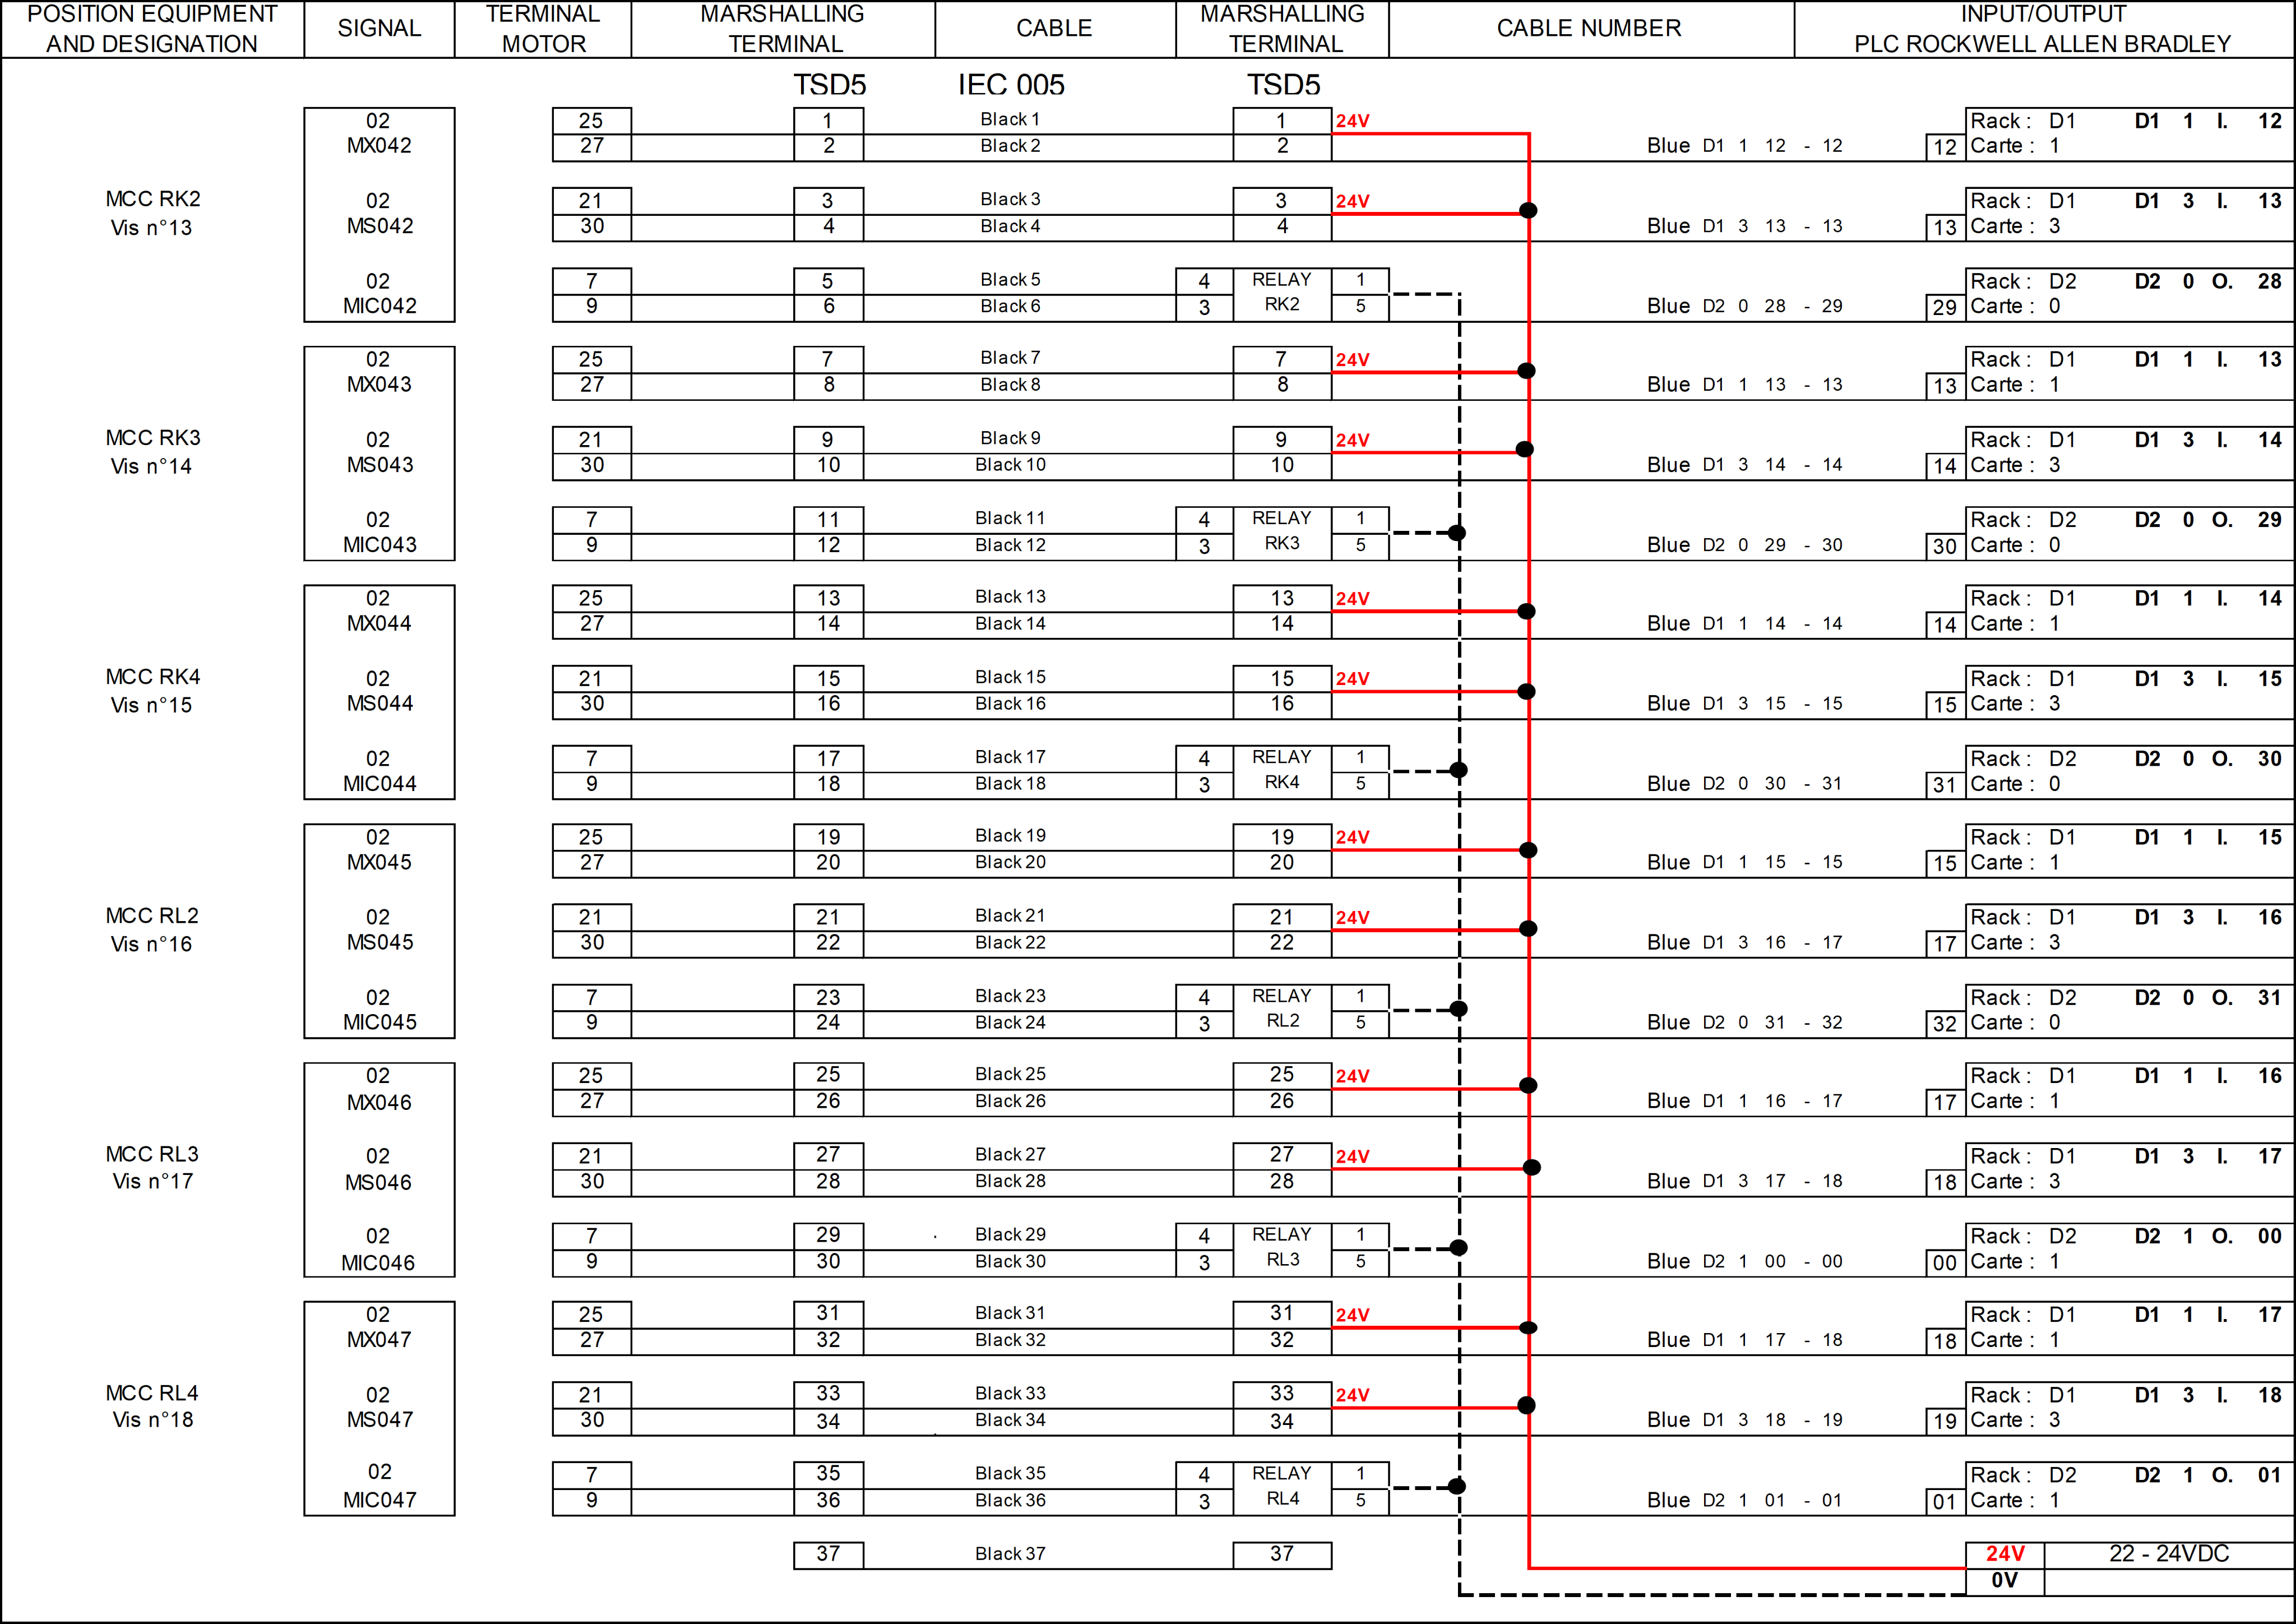 POSITION EQUIPMENT AND DESIGNATION SIGNAL TERMINAL MOTOR MARSHALLING TERMINAL CABLE MARSHALLING TERMINAL CABLE NUMBER INPUT/OUTPUT PLC ROCKWELL ALLEN BRADLEY
TSD5 IEC 005 TSD5
02 25 1 Black 1 1 24V Rack : D1 D1 1 I. 12
MX042 27 2 Black 2 2 Blue D1 1 12 - 12 12 Carte : 1
MCC RK2 02 21 3 Black 3 3 24V Rack : D1 D1 3 I. 13
Vis n°13 MS042 30 4 Black 4 4 Blue D1 3 13 - 13 13 Carte : 3
02 7 5 Black 5 4 RELAY 1 Rack : D2 D2 0 O. 28
MIC042 9 6 Black 6 3 RK2 5 Blue D2 0 28 - 29 29 Carte : 0
02 25 7 Black 7 7 24V Rack : D1 D1 1 I. 13
MX043 27 8 Black 8 8 Blue D1 1 13 - 13 13 Carte : 1
MCC RK3 02 21 9 Black 9 9 24V Rack : D1 D1 3 I. 14
Vis n°14 MS043 30 10 Black 10 10 Blue D1 3 14 - 14 14 Carte : 3
02 7 11 Black 11 4 RELAY 1 Rack : D2 D2 0 O. 29
MIC043 9 12 Black 12 3 RK3 5 Blue D2 0 29 - 30 30 Carte : 0
02 25 13 Black 13 13 24V Rack : D1 D1 1 I. 14
MX044 27 14 Black 14 14 Blue D1 1 14 - 14 14 Carte : 1
MCC RK4 02 21 15 Black 15 15 24V Rack : D1 D1 3 I. 15
Vis n°15 MS044 30 16 Black 16 16 Blue D1 3 15 - 15 15 Carte : 3
02 7 17 Black 17 4 RELAY 1 Rack : D2 D2 0 O. 30
MIC044 9 18 Black 18 3 RK4 5 Blue D2 0 30 - 31 31 Carte : 0
02 25 19 Black 19 19 24V Rack : D1 D1 1 I. 15
MX045 27 20 Black 20 20 Blue D1 1 15 - 15 15 Carte : 1
MCC RL2 02 21 21 Black 21 21 24V Rack : D1 D1 3 I. 16
Vis n°16 MS045 30 22 Black 22 22 Blue D1 3 16 - 17 17 Carte : 3
02 7 23 Black 23 4 RELAY 1 Rack : D2 D2 0 O. 31
MIC045 9 24 Black 24 3 RL2 5 Blue D2 0 31 - 32 32 Carte : 0
02 25 25 Black 25 25 24V Rack : D1 D1 1 I. 16
MX046 27 26 Black 26 26 Blue D1 1 16 - 17 17 Carte : 1
MCC RL3 02 21 27 Black 27 27 24V Rack : D1 D1 3 I. 17
Vis n°17 MS046 30 28 Black 28 28 Blue D1 3 17 - 18 18 Carte : 3
02 7 29 Black 29 4 RELAY 1 Rack : D2 D2 1 O. 00
MIC046 9 30 Black 30 3 RL3 5 Blue D2 1 00 - 00 00 Carte : 1
02 25 31 Black 31 31 24V Rack : D1 D1 1 I. 17
MX047 27 32 Black 32 32 Blue D1 1 17 - 18 18 Carte : 1
MCC RL4 02 21 33 Black 33 33 24V Rack : D1 D1 3 I. 18
Vis n°18 MS047 30 34 Black 34 34 Blue D1 3 18 - 19 19 Carte : 3
02 7 35 Black 35 4 RELAY 1 Rack : D2 D2 1 O. 01
MIC047 9 36 Black 36 3 RL4 5 Blue D2 1 01 - 01 01 Carte : 1
37 Black 37 37 24V 22 - 24VDC
0V